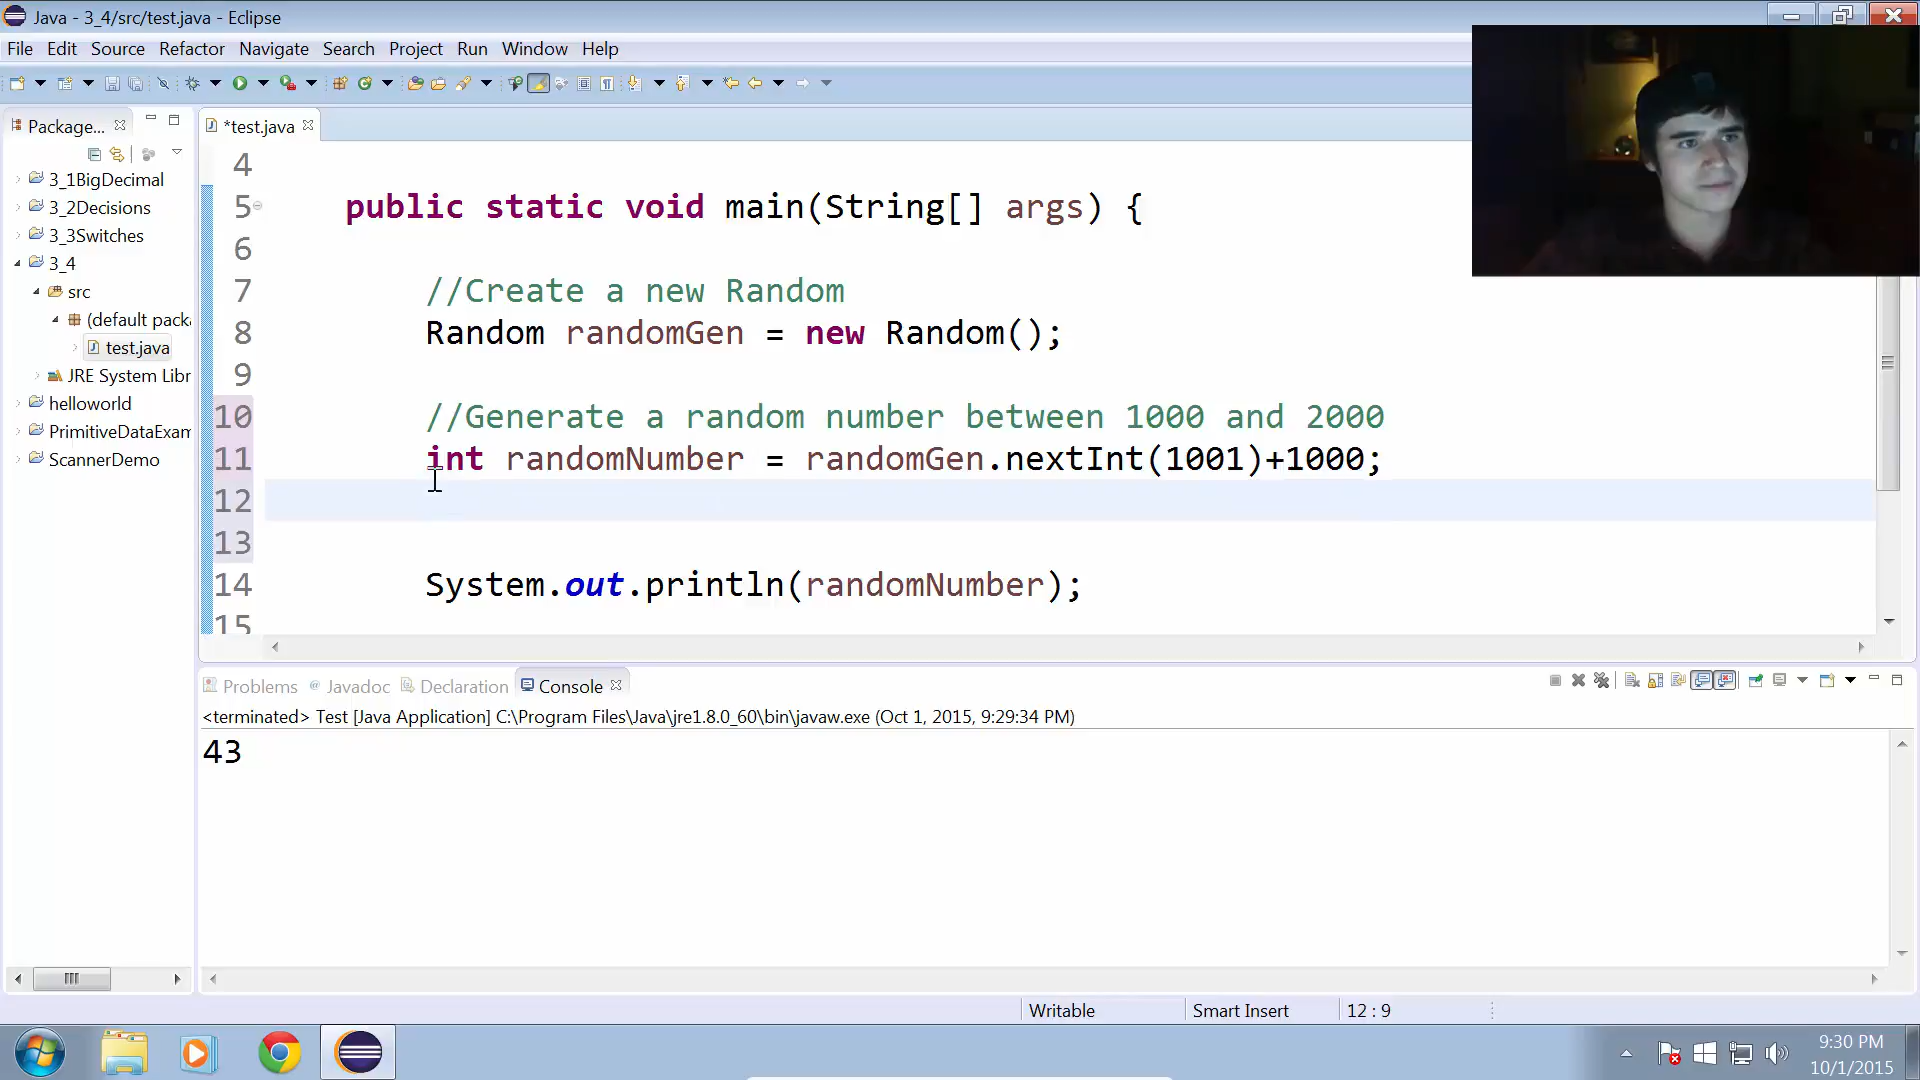 Java - 3_4/src/test.java - Eclipse
File Edit Source Refactor Navigate Search Project Run Window Help
Package...
*test.java
3_1BigDecimal
3_2Decisions
3_3Switches
3_4
src
(default pack
test.java
JRE System Libr
helloworld
PrimitiveDataExam
ScannerDemo
4
5 public static void main(String[] args) {
6
7 //Create a new Random
8 Random randomGen = new Random();
9
10 //Generate a random number between 1000 and 2000
11 int randomNumber = randomGen.nextInt(1001)+1000;
12
13
14 System.out.println(randomNumber);
15
Problems Javadoc Declaration Console
<terminated> Test [Java Application] C:\Program Files\Java\jre1.8.0_60\bin\javaw.exe (Oct 1, 2015, 9:29:34 PM)
43
Writable Smart Insert 12 : 9
9:30 PM
10/1/2015